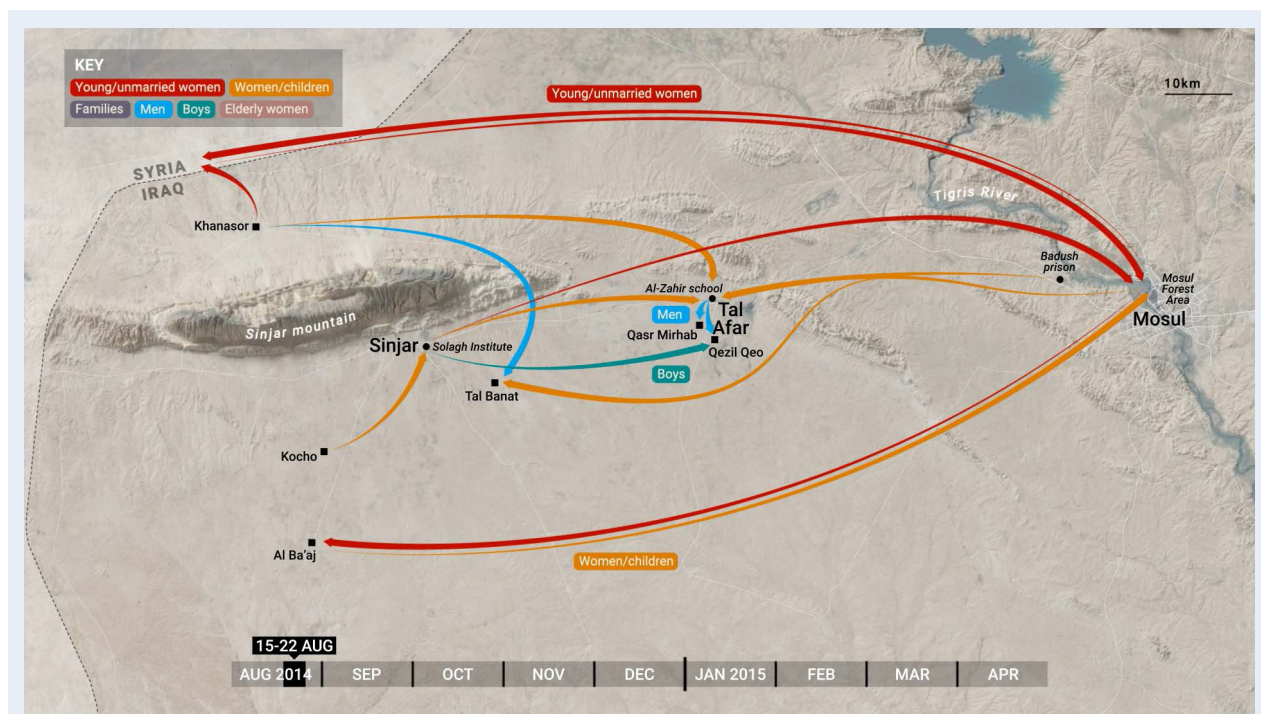 KEY
Young/unmarried women Women/children
Families Men Boys Elderly women
Young/unmarried women
10km
SYRIA
IRAQ
Tigris River
Khanasor
Badush
prison
Mosul
Forest
Area
Al-Zahir school
Tal
Afar
Men
Qasr Mirhab
Mosul
Sinjar mountain
Sinjar
Solagh Institute
Qezil Qeo
Boys
Tal Banat
Kocho
Al Ba'aj
Women/children
15-22 AUG
AUG 2014 SEP OCT NOV DEC JAN 2015 FEB MAR APR